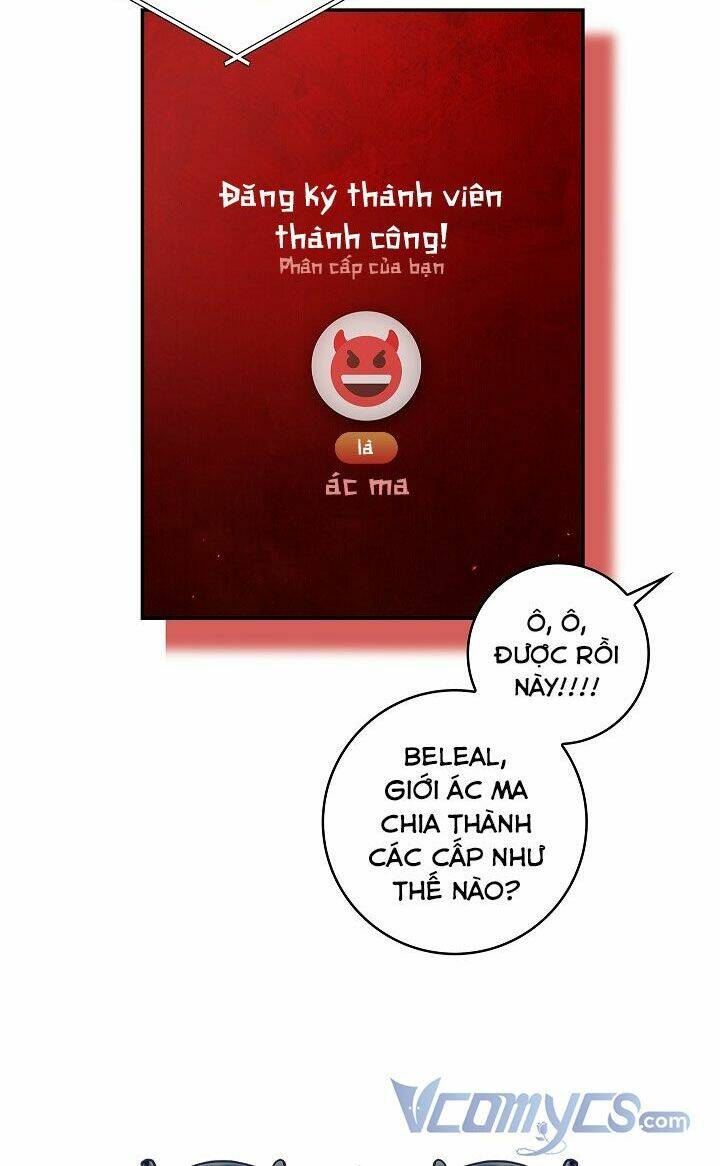 Đăng ký thành viên
thành công!
Phân cấp của bạn
là
ác ma
Ô, Ô,
ĐƯỢC RỒI
NÀY!!!!
BELEAL,
GIỚI ÁC MA
CHIA THÀNH
CÁC CẤP NHƯ
THẾ NÀO?
VCOMYCS.com